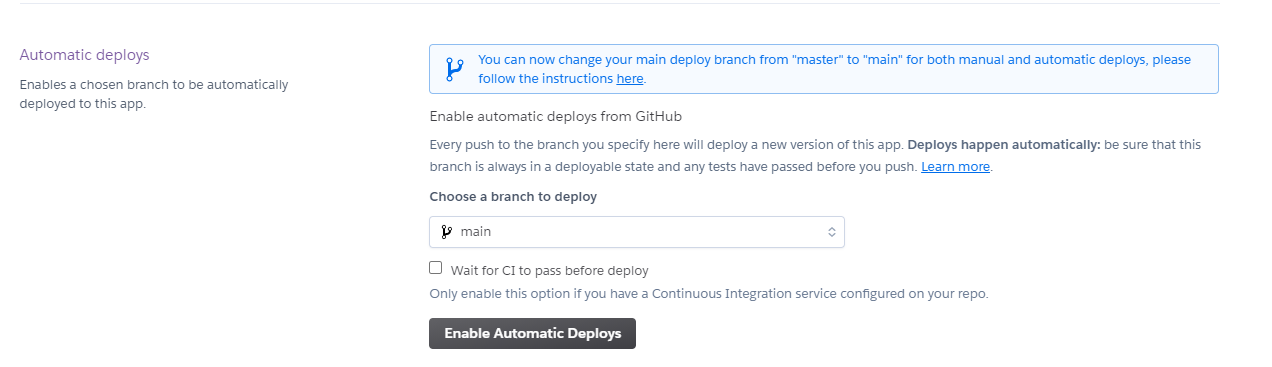 Automatic deploys
Enables a chosen branch to be automatically
deployed to this app.
You can now change your main deploy branch from "master" to "main" for both manual and automatic deploys, please
follow the instructions here.
Enable automatic deploys from GitHub
Every push to the branch you specify here will deploy a new version of this app. Deploys happen automatically: be sure that this
branch is always in a deployable state and any tests have passed before you push. Learn more.
Choose a branch to deploy
main
Wait for CI to pass before deploy
Only enable this option if you have a Continuous Integration service configured on your repo.
Enable Automatic Deploys